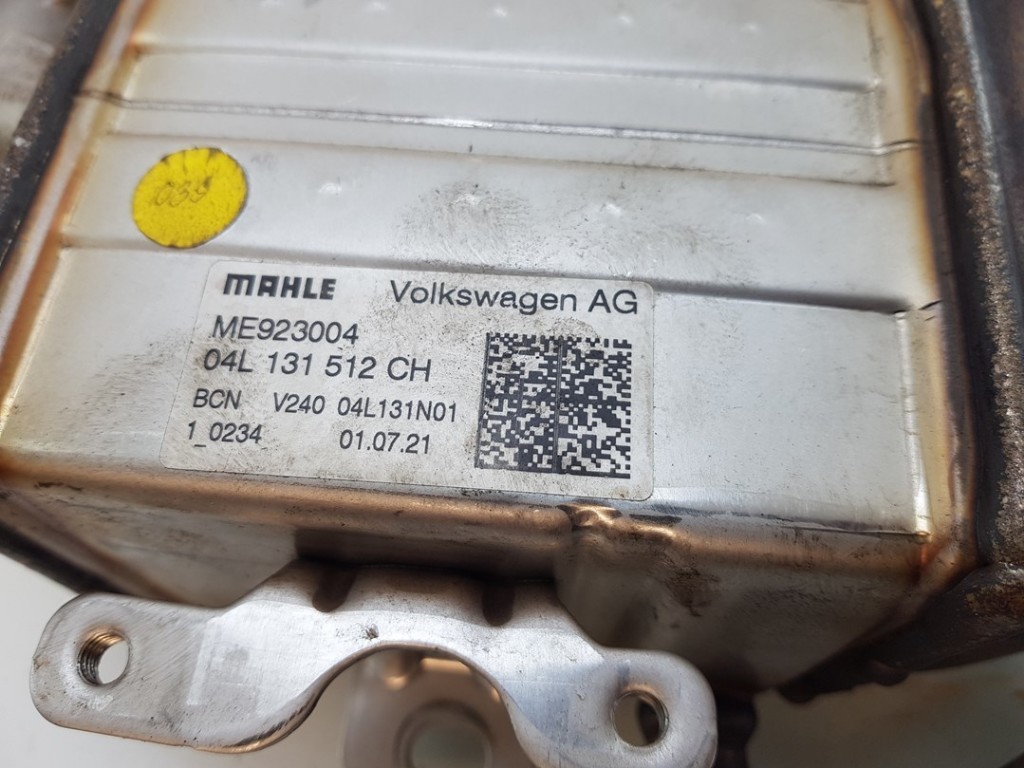 MAHLE Volkswagen AG
ME923004
04L 131 512 CH
BCN V240 04L131N01
1_0234 01.07.21